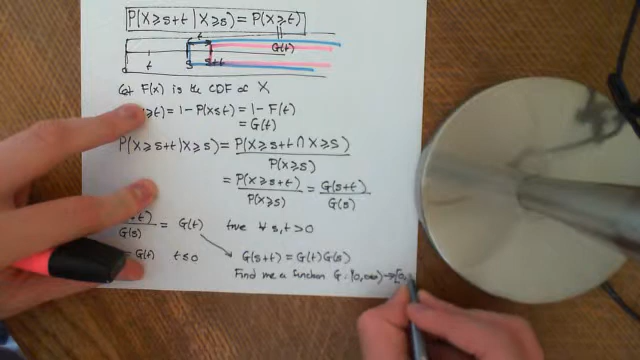 P(X≥s+t | X≥s) = P(X≥t)
t
G(t)
t
s
s+t
Let F(x) is the CDF of X
≥t) = 1 - P(X≤t) = 1 - F(t)
= G(t)
P(X≥s+t | X≥s) = P(X≥s+t ∩ X≥s) / P(X≥s)
= P(X≥s+t) / P(X≥s) = G(s+t) / G(s)
+t) / G(s) = G(t) true ∀ s,t>0
= G(t) t≤0
G(s+t) = G(t)G(s)
Find me a function G : (0,∞)→[0,